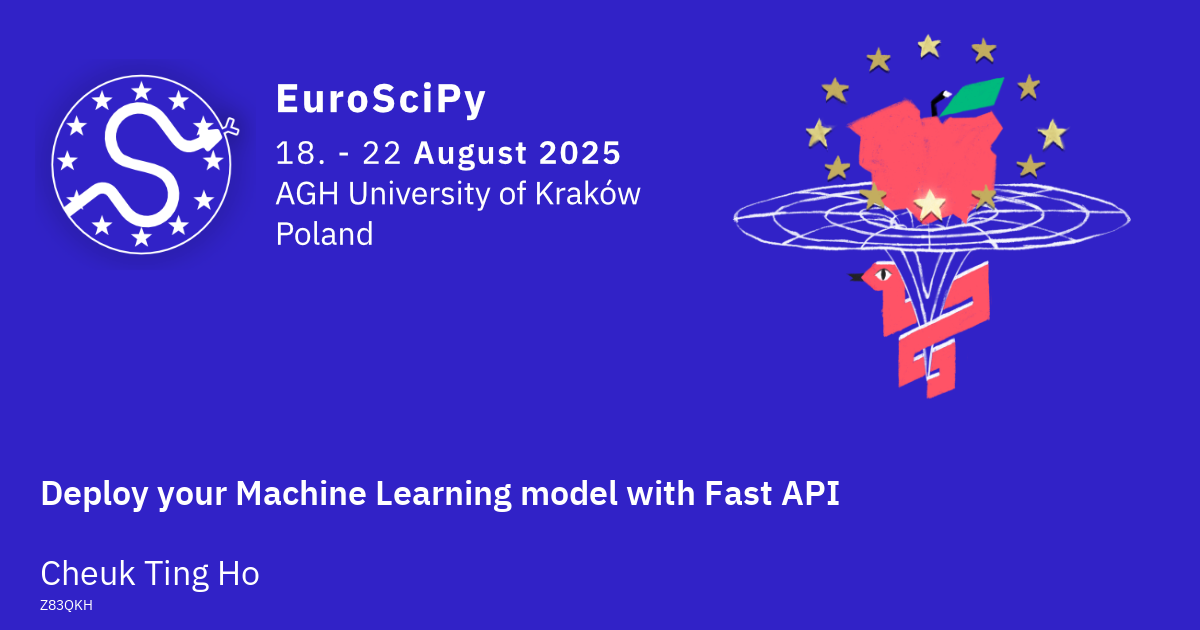 EuroSciPy
18. - 22 August 2025
AGH University of Kraków
Poland
Deploy your Machine Learning model with Fast API
Cheuk Ting Ho
Z83QKH